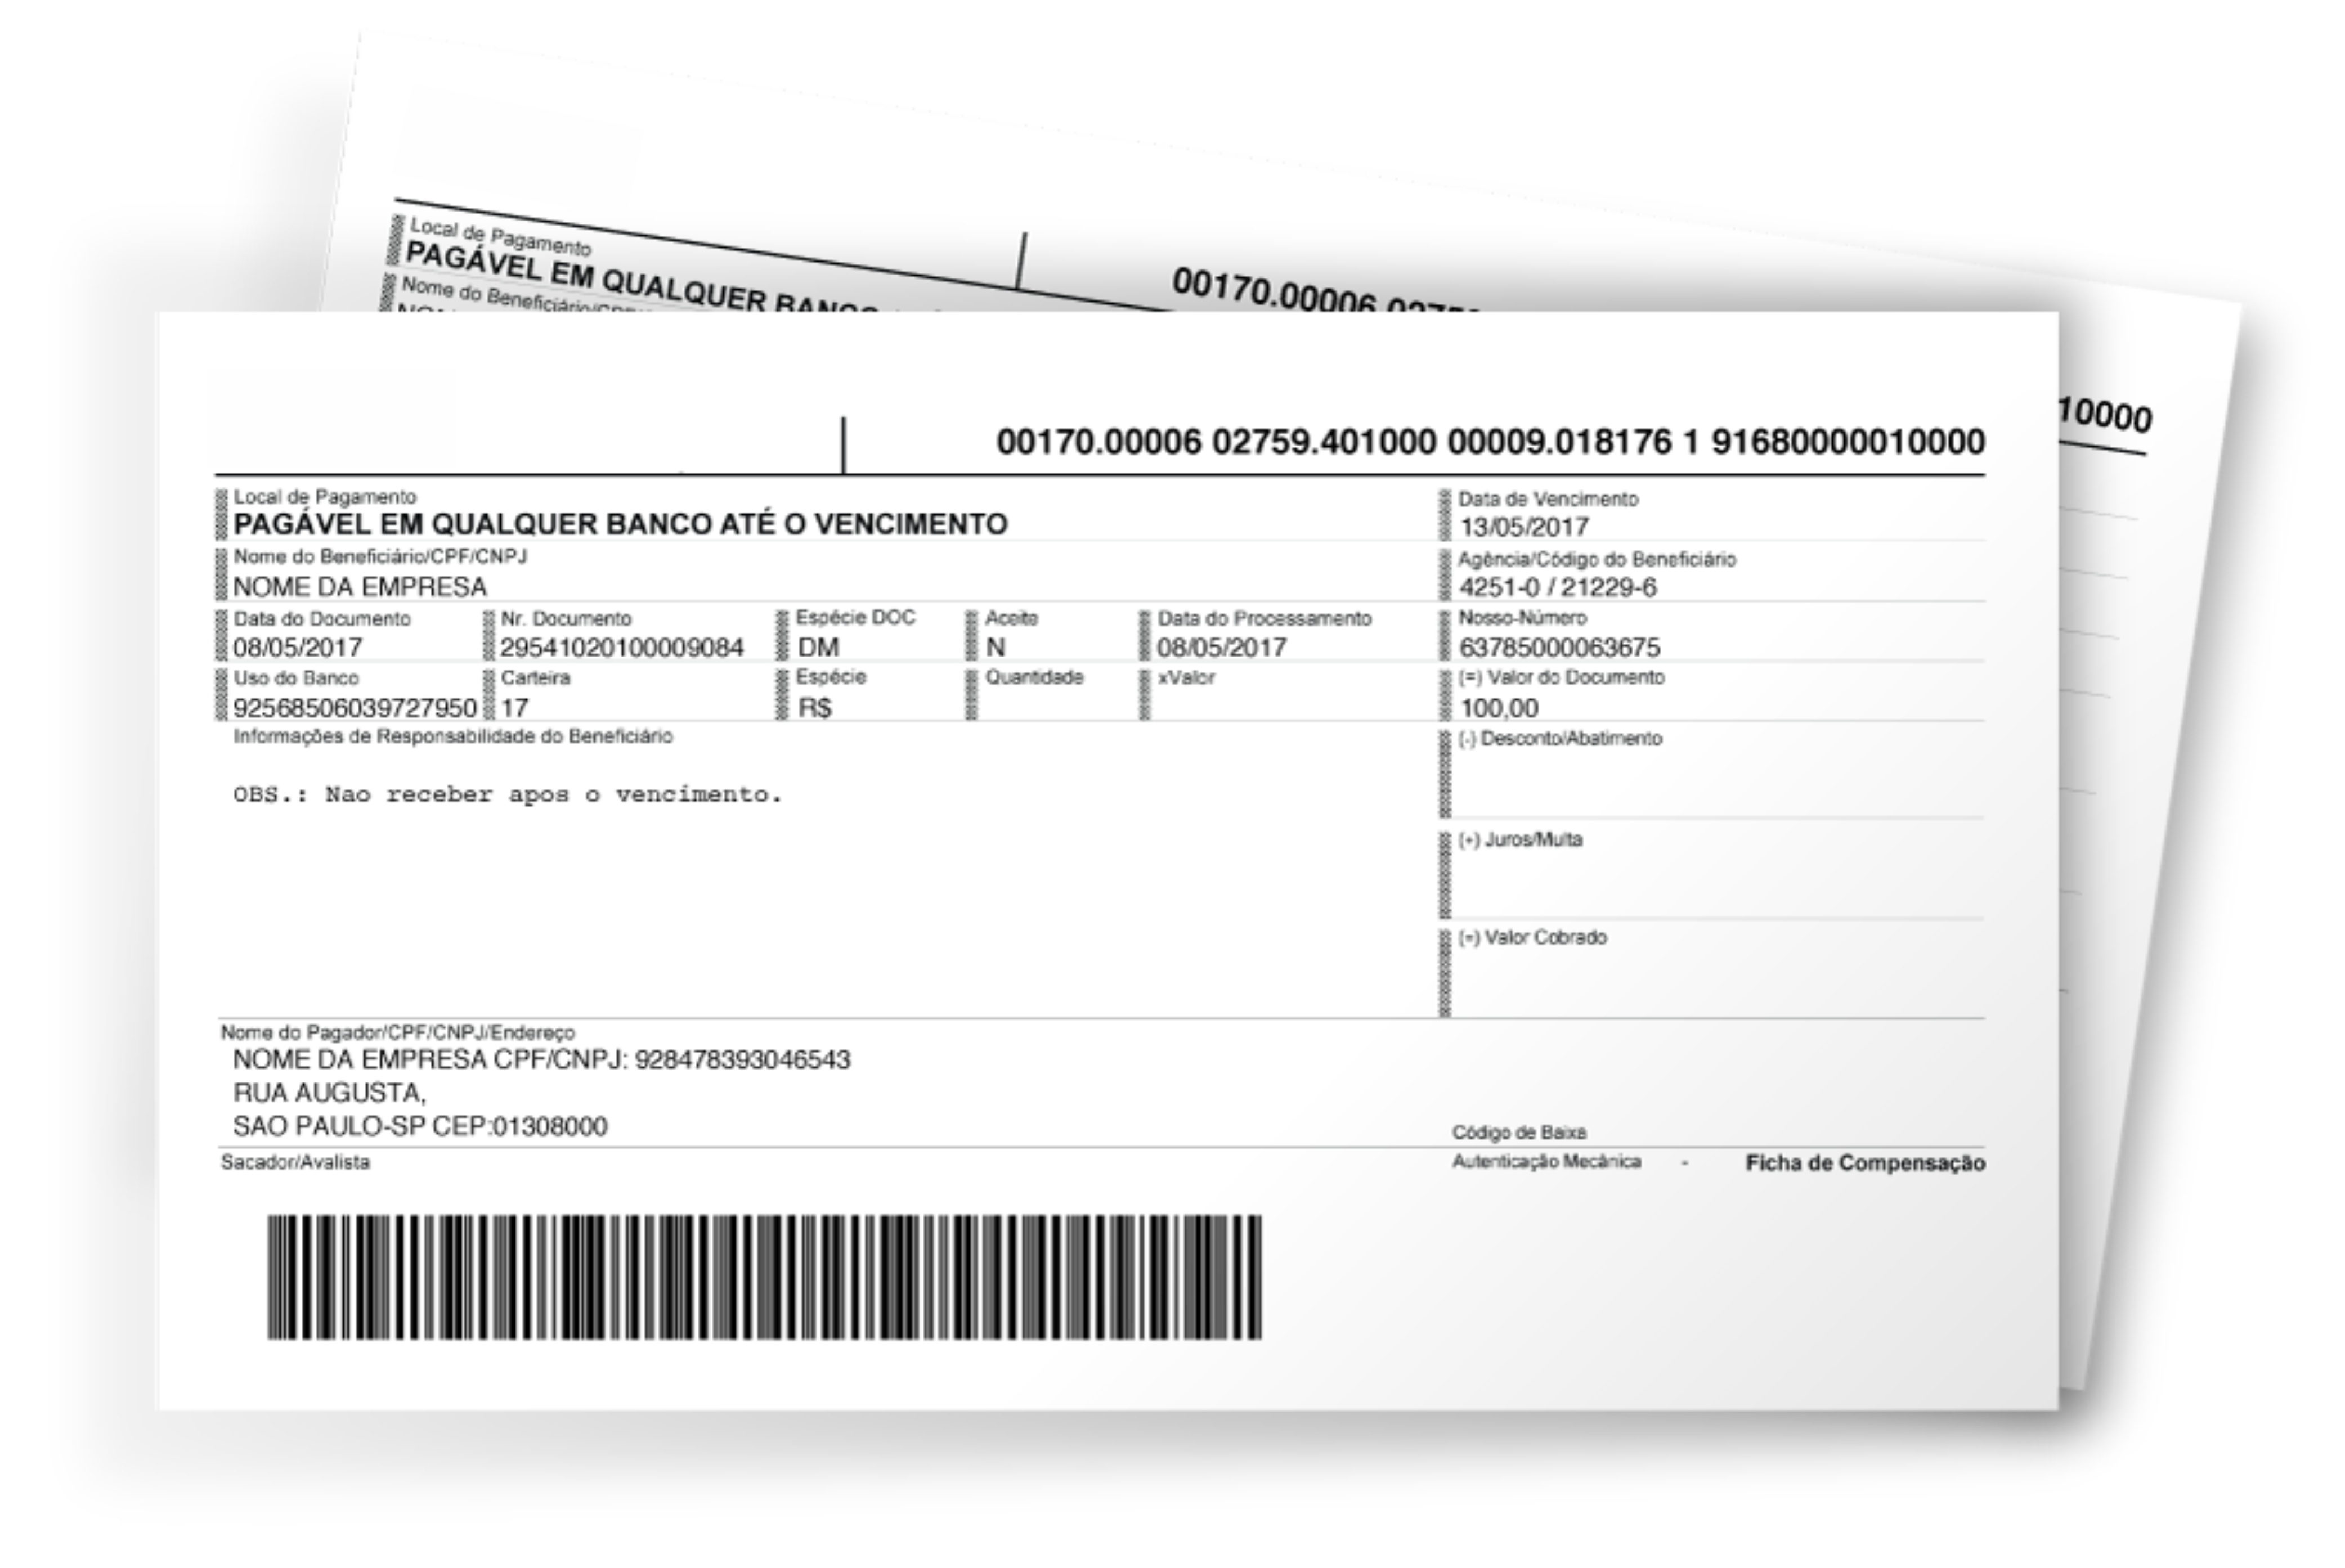 Local de Pagamento
PAGÁVEL EM QUALQUER BANCO
Nome do Beneficiário/
00170.00006
10000
00170.00006 02759.401000 00009.018176 1 91680000010000
Local de Pagamento
PAGÁVEL EM QUALQUER BANCO ATÉ O VENCIMENTO
Data de Vencimento
13/05/2017
Nome do Beneficiário/CPF/CNPJ
NOME DA EMPRESA
Agência/Código do Beneficiário
4251-0 / 21229-6
Data do Documento Nr. Documento Espécie DOC Aceite Data do Processamento Nosso-Número
08/05/2017 29541020100009084 DM N 08/05/2017 63785000063675
Uso do Banco Carteira Espécie Quantidade xValor (=) Valor do Documento
92568506039727950 17 R$ 100,00
Informações de Responsabilidade do Beneficiário
(-) Desconto/Abatimento
OBS.: Nao receber apos o vencimento.
(+) Juros/Multa
(=) Valor Cobrado
Nome do Pagador/CPF/CNPJ/Endereço
NOME DA EMPRESA CPF/CNPJ: 928478393046543
RUA AUGUSTA,
SAO PAULO-SP CEP:01308000
Código de Baixa
Sacador/Avalista
Autenticação Mecânica - Ficha de Compensação